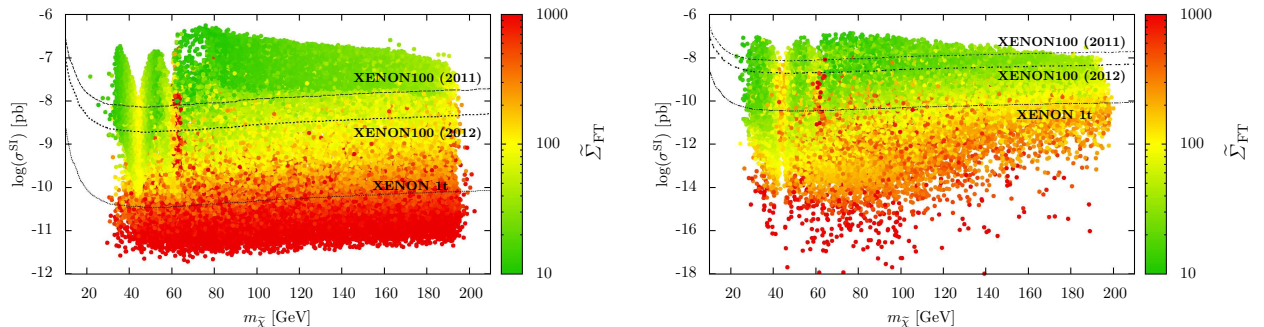 -6
-7
-8
-9
-10
-11
-12
log(σ^SI) [pb]
XENON100 (2011)
XENON100 (2012)
XENON 1t
20 40 60 80 100 120 140 160 180 200
m_χ̃ [GeV]
1000
100
10
Σ̃_FT
-6
-8
-10
-12
-14
-16
-18
log(σ^SI) [pb]
XENON100 (2011)
XENON100 (2012)
XENON 1t
20 40 60 80 100 120 140 160 180 200
m_χ̃ [GeV]
1000
100
10
Σ̃_FT